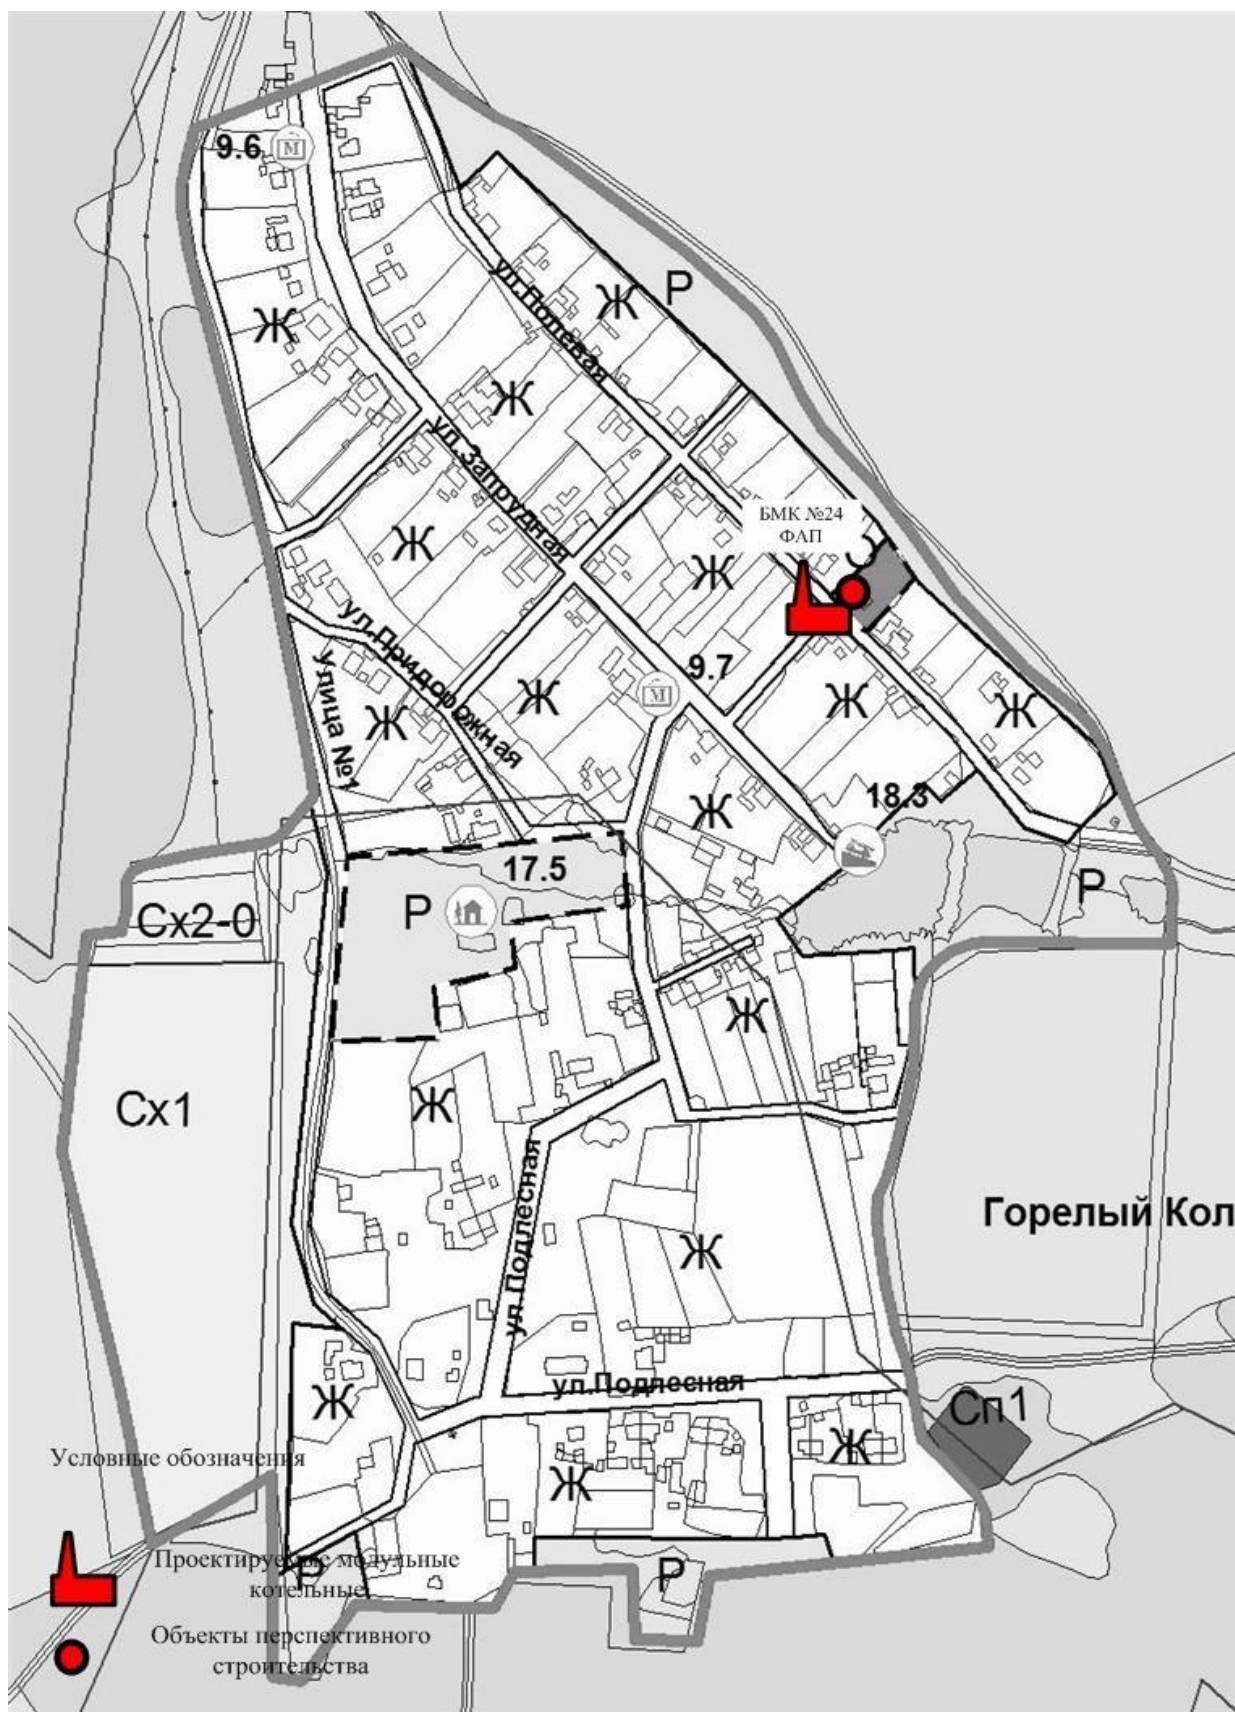 9.6
М
Ж
Р
ул.Полевая
Ж
Ж
ул.Запрудная
БМК №24
ФАП
Ж
Ж
ул.Придорожная
улица №1
Ж
Ж
9.7
М
Ж
Ж
Ж
18.3
17.5
Р
Р
Сх2-0
Ж
Сх1
Ж
ул.Подлесная
Горелый Кол
Ж
ул.Подлесная
Ж
Сп1
Ж
Ж
Условные обозначения
Проектируемые модульные
котельные
Р
Р
Объекты перспективного
строительства